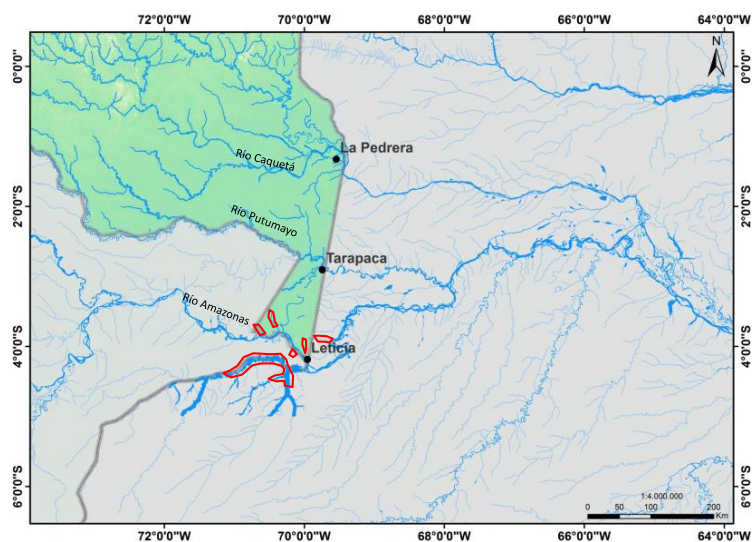 72°0'0"W 70°0'0"W 68°0'0"W 66°0'0"W 64°0'0"W
N
0°0'0" 0°0'0"
La Pedrera
Río Caquetá
2°0'0"S 2°0'0"S
Río Putumayo
Tarapaca
Río Amazonas
4°0'0"S 4°0'0"S
Leticia
6°0'0"S 6°0'0"S
1:4.000.000
0 50 100 200
Km
72°0'0"W 70°0'0"W 68°0'0"W 66°0'0"W 64°0'0"W